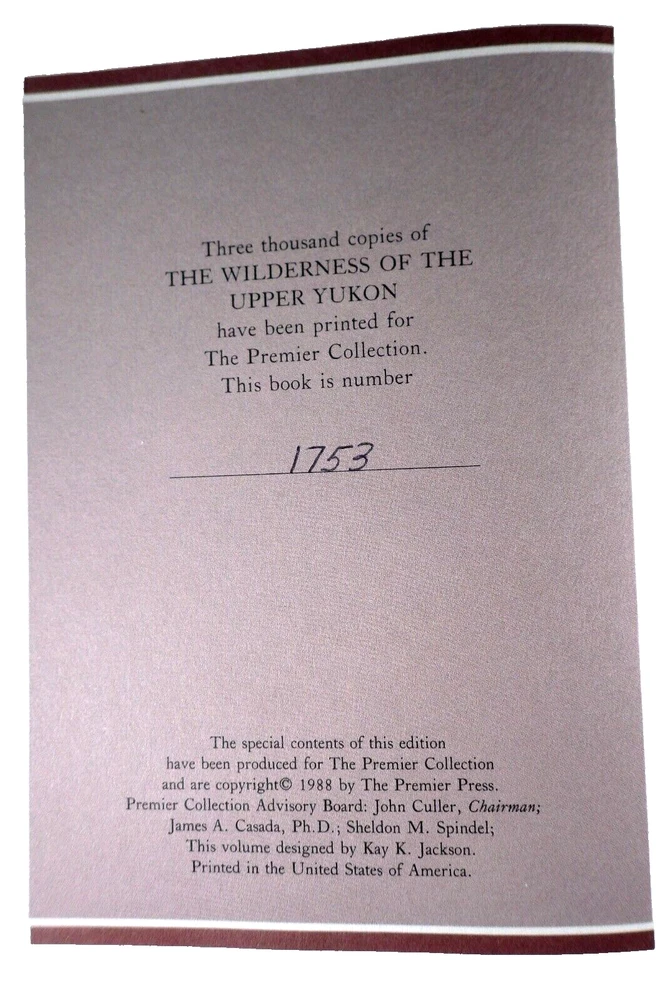 Three thousand copies of
THE WILDERNESS OF THE
UPPER YUKON
have been printed for
The Premier Collection.
This book is number
1753
The special contents of this edition
have been produced for The Premier Collection
and are copyright© 1988 by The Premier Press.
Premier Collection Advisory Board: John Culler, Chairman;
James A. Casada, Ph.D.; Sheldon M. Spindel;
This volume designed by Kay K. Jackson.
Printed in the United States of America.